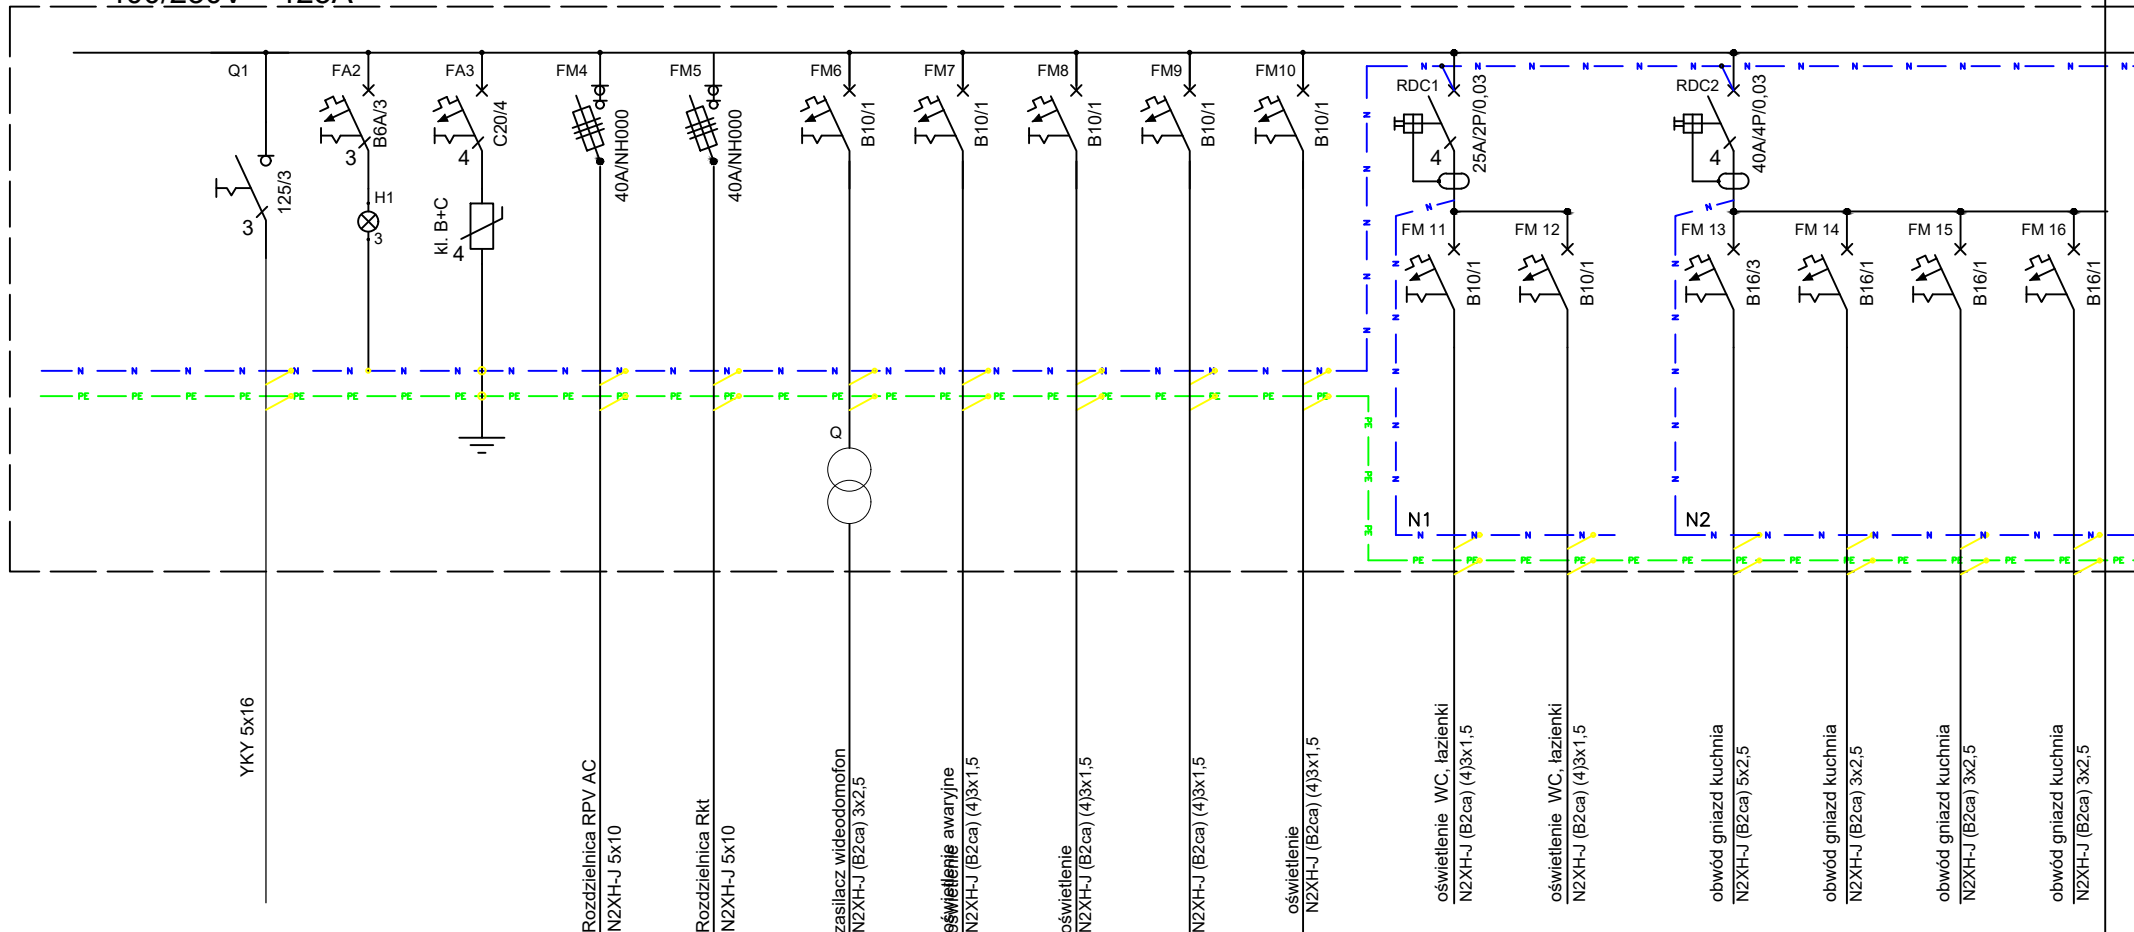 Q1
FA2
FA3
FM4
FM5
FM6
FM7
FM8
FM9
FM10
RDC1
RDC2
125/3
3
B6A/3
3
H1
3
C20/4
4
kl. B+C
4
40A/NH000
40A/NH000
B10/1
B10/1
B10/1
B10/1
B10/1
25A/2P/0,03
4
40A/4P/0,03
4
FM 11
FM 12
FM 13
FM 14
FM 15
FM 16
B10/1
B10/1
B16/3
B16/1
B16/1
B16/1
N
PE
Q
N1
N2
YKY 5x16
Rozdzielnica RPV AC
N2XH-J 5x10
Rozdzielnica Rkt
N2XH-J 5x10
zasilacz wideodomofon
N2XH-J (B2ca) 3x2,5
oświetlenie awaryjne
N2XH-J (B2ca) (4)3x1,5
oświetlenie
N2XH-J (B2ca) (4)3x1,5
N2XH-J (B2ca) (4)3x1,5
oświetlenie
N2XH-J (B2ca) (4)3x1,5
oświetlenie WC, łazienki
N2XH-J (B2ca) (4)3x1,5
oświetlenie WC, łazienki
N2XH-J (B2ca) (4)3x1,5
obwód gniazd kuchnia
N2XH-J (B2ca) 5x2,5
obwód gniazd kuchnia
N2XH-J (B2ca) 3x2,5
obwód gniazd kuchnia
N2XH-J (B2ca) 3x2,5
obwód gniazd kuchnia
N2XH-J (B2ca) 3x2,5